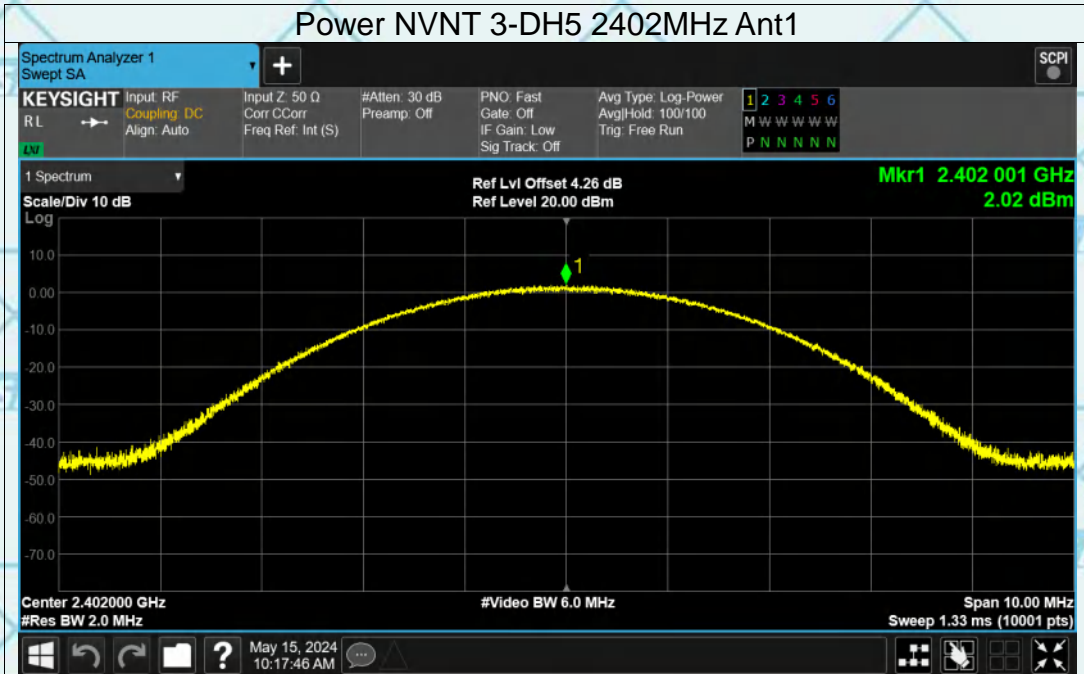 Power NVNT 3-DH5 2402MHz Ant1
Spectrum Analyzer 1
Swept SA
+
SCPI
KEYSIGHT
RL
LXI
Input: RF
Coupling: DC
Align: Auto
Input Z: 50 Ω
Corr CCorr
Freq Ref: Int (S)
#Atten: 30 dB
Preamp: Off
PNO: Fast
Gate: Off
IF Gain: Low
Sig Track: Off
Avg Type: Log-Power
Avg|Hold: 100/100
Trig: Free Run
1 2 3 4 5 6
M W W W W W
P N N N N N
1 Spectrum
Scale/Div 10 dB
Log
Ref Lvl Offset 4.26 dB
Ref Level 20.00 dBm
Mkr1 2.402 001 GHz
2.02 dBm
1
10.0
0.00
-10.0
-20.0
-30.0
-40.0
-50.0
-60.0
-70.0
Center 2.402000 GHz
#Res BW 2.0 MHz
#Video BW 6.0 MHz
Span 10.00 MHz
Sweep 1.33 ms (10001 pts)
?
May 15, 2024
10:17:46 AM